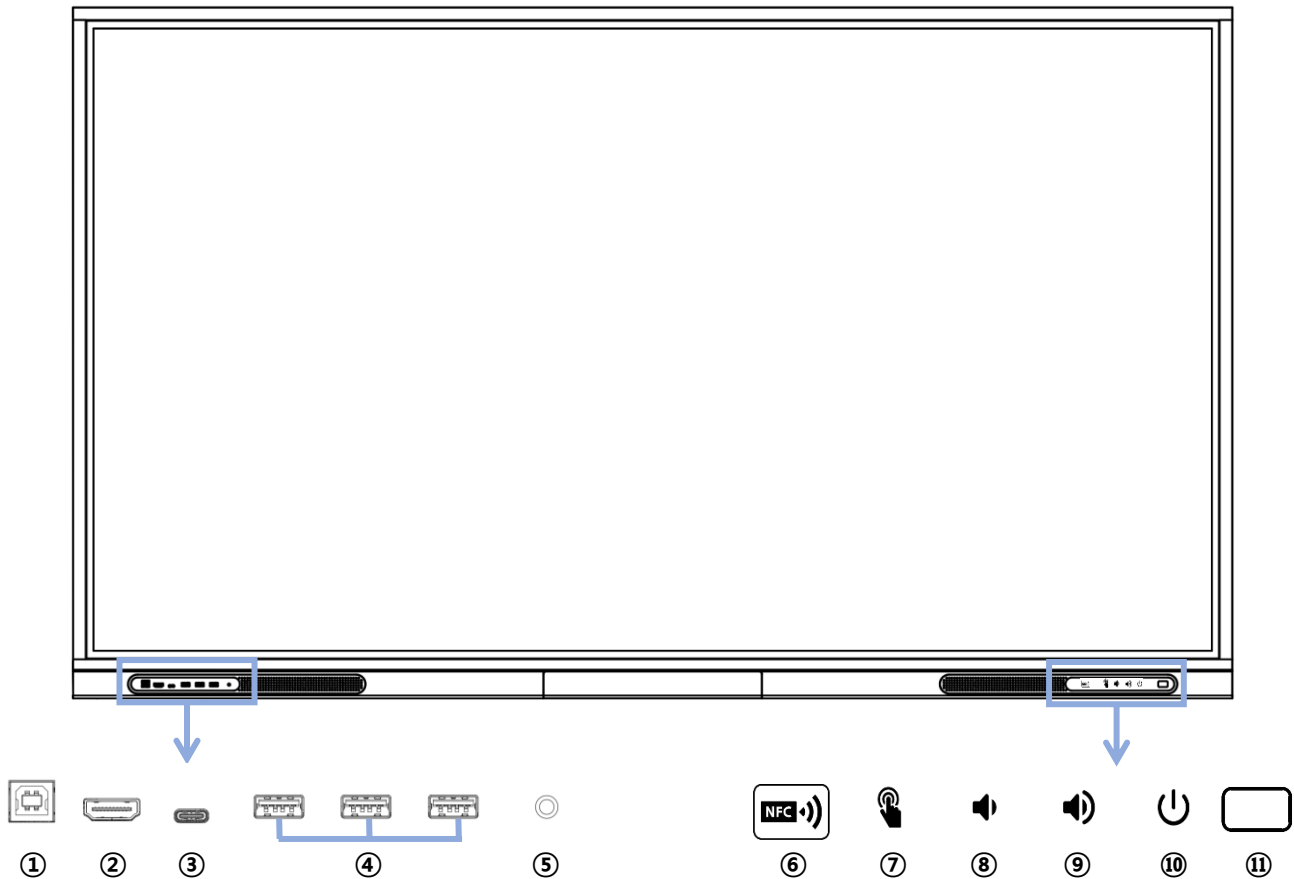 NFC
① ② ③ ④ ⑤ ⑥ ⑦ ⑧ ⑨ ⑩ ⑪